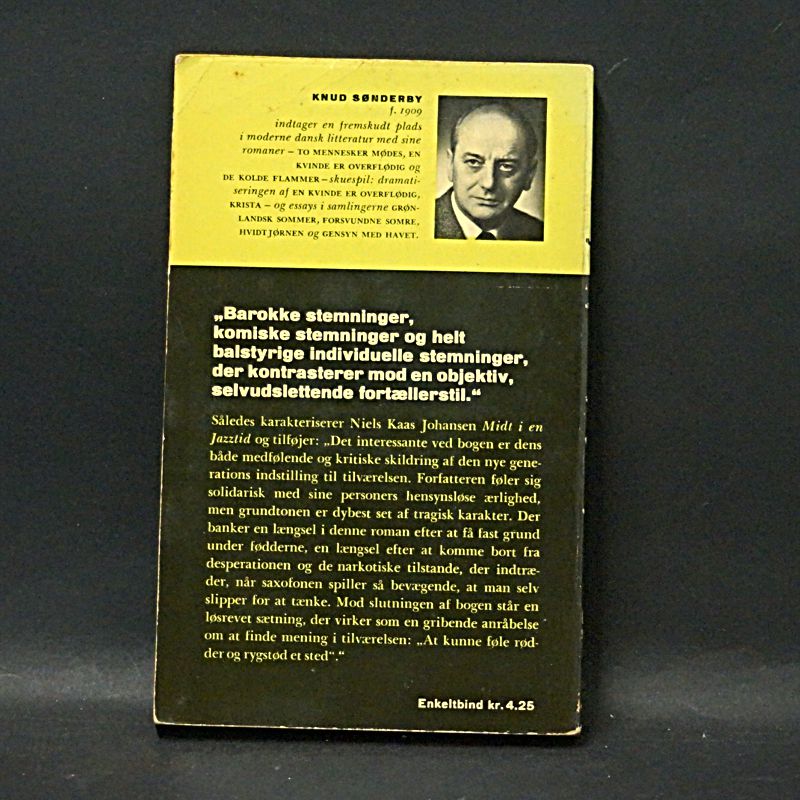 KNUD SØNDERBY
f. 1909
indtager en fremskudt plads
i moderne dansk litteratur med sine
romaner – TO MENNESKER MØDES, EN
KVINDE ER OVERFLØDIG og
DE KOLDE FLAMMER – skuespil: dramati-
seringen af EN KVINDE ER OVERFLØDIG,
KRISTA – og essays i samlingerne GRØN-
LANDSK SOMMER, FORSVUNDNE SOMRE,
HVIDTJØRNEN og GENSYN MED HAVET.
„Barokke stemninger,
komiske stemninger og helt
balstyrige individuelle stemninger,
der kontrasterer mod en objektiv,
selvudslettende fortællerstil.“
Således karakteriserer Niels Kaas Johansen Midt i en
Jazztid og tilføjer: „Det interessante ved bogen er dens
både medfølende og kritiske skildring af den nye gene-
rations indstilling til tilværelsen. Forfatteren føler sig
solidarisk med sine personers hensynsløse ærlighed,
men grundtonen er dybest set af tragisk karakter. Der
banker en længsel i denne roman efter at få fast grund
under fødderne, en længsel efter at komme bort fra
desperationen og de narkotiske tilstande, der indtræ-
der, når saxofonen spiller så bevægende, at man selv
slipper for at tænke. Mod slutningen af bogen står en
løsrevet sætning, der virker som en gribende anråbelse
om at finde mening i tilværelsen: „At kunne føle rød-
der og rygstød et sted“.“
Enkeltbind kr. 4.25